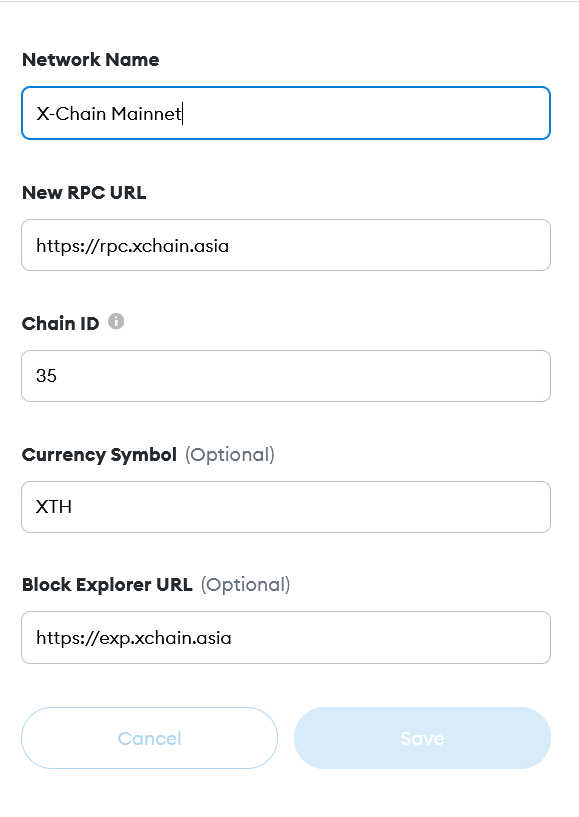 Network Name
X-Chain Mainnet
New RPC URL
https://rpc.xchain.asia
Chain ID
35
Currency Symbol (Optional)
XTH
Block Explorer URL (Optional)
https://exp.xchain.asia
Cancel Save